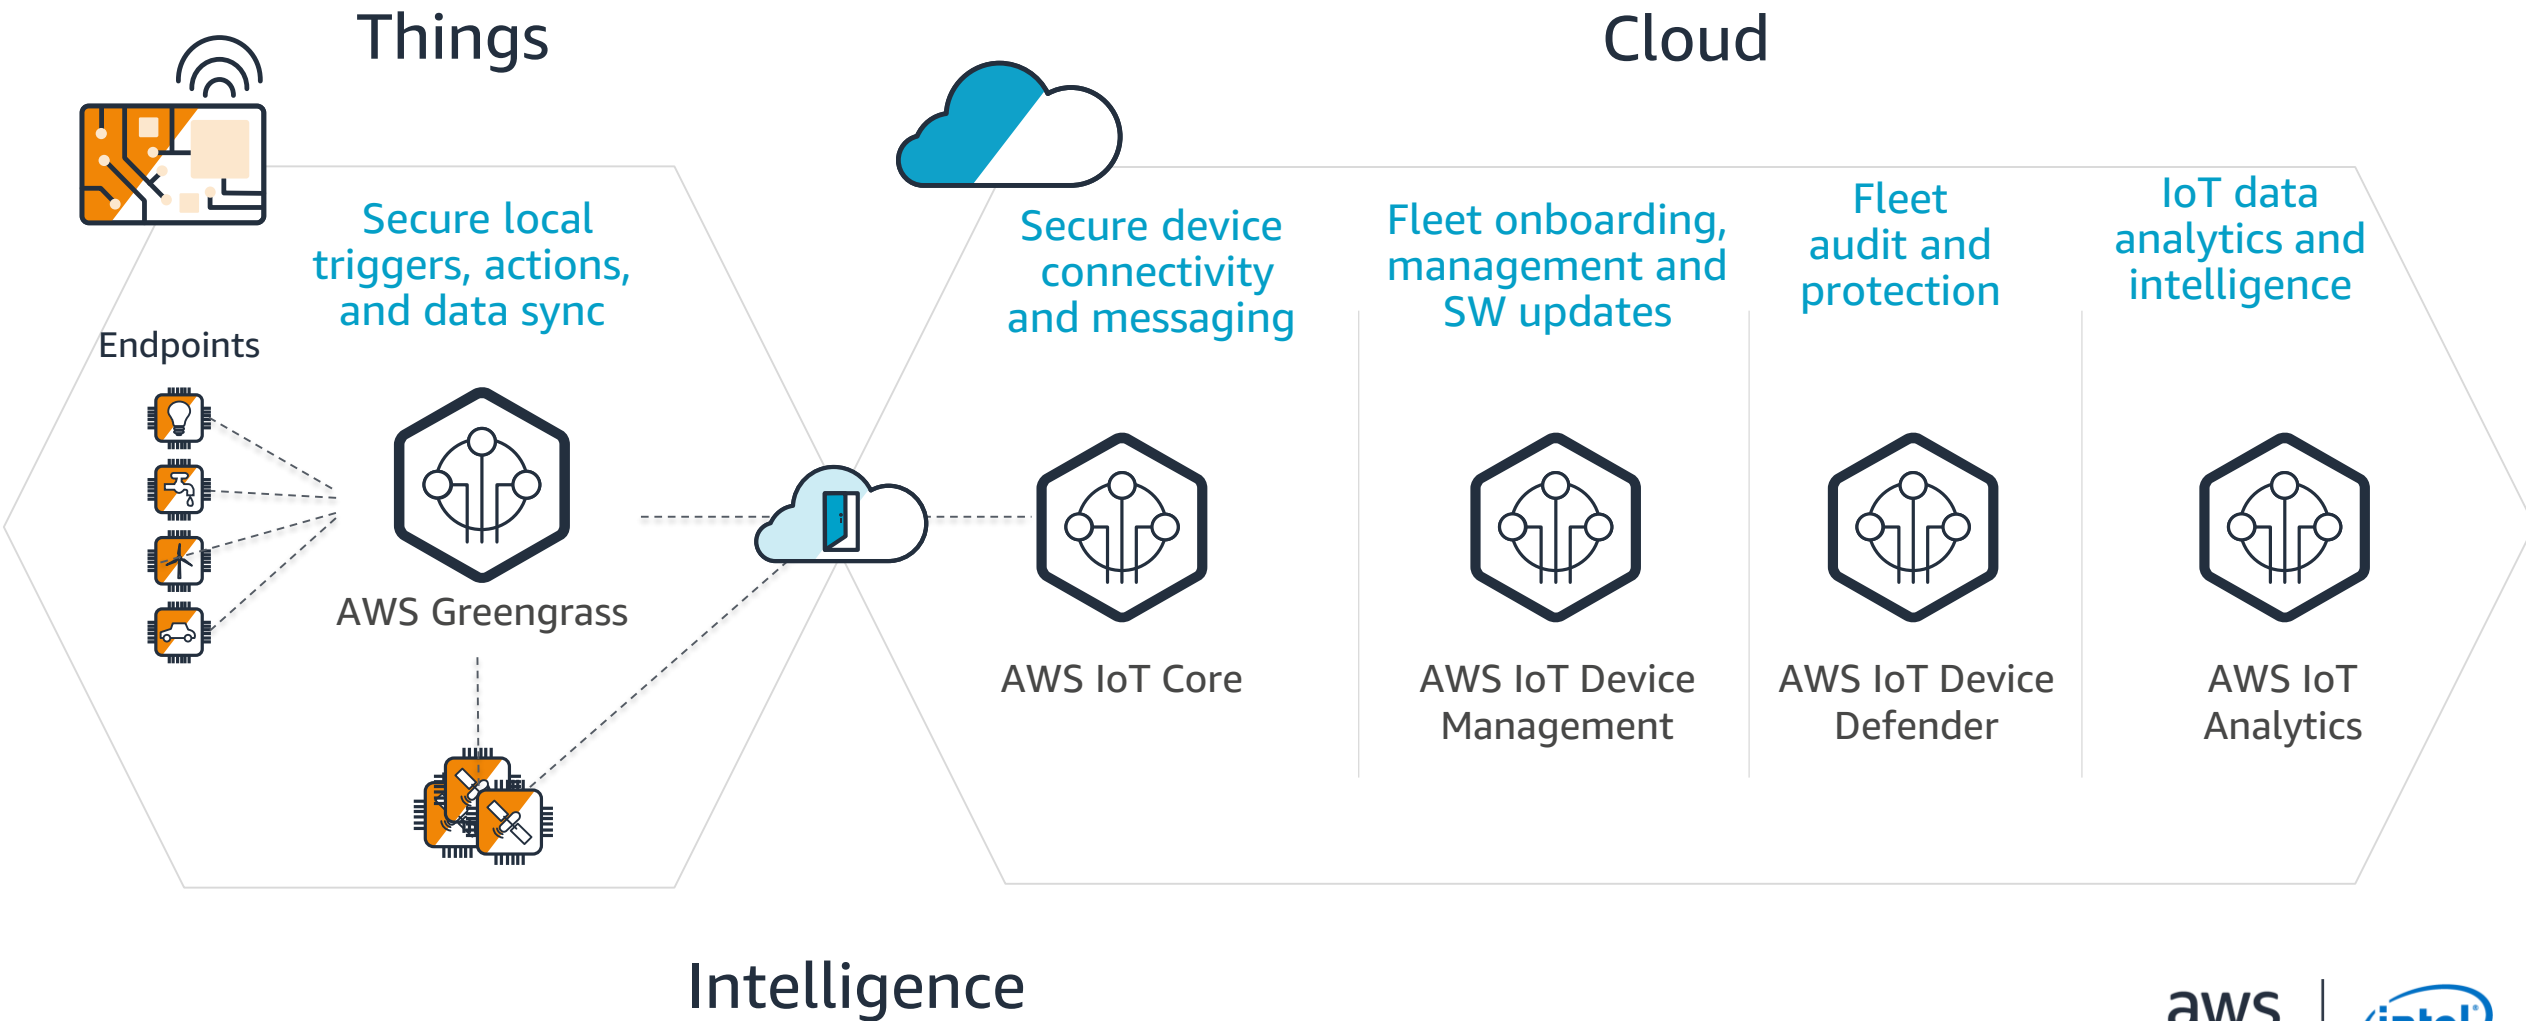 Things
Cloud
Secure local
triggers, actions,
and data sync
Endpoints
AWS Greengrass
Secure device
connectivity
and messaging
AWS IoT Core
Fleet onboarding,
management and
SW updates
AWS IoT Device
Management
Fleet
audit and
protection
AWS IoT Device
Defender
IoT data
analytics and
intelligence
AWS IoT
Analytics
Intelligence
aws
intel